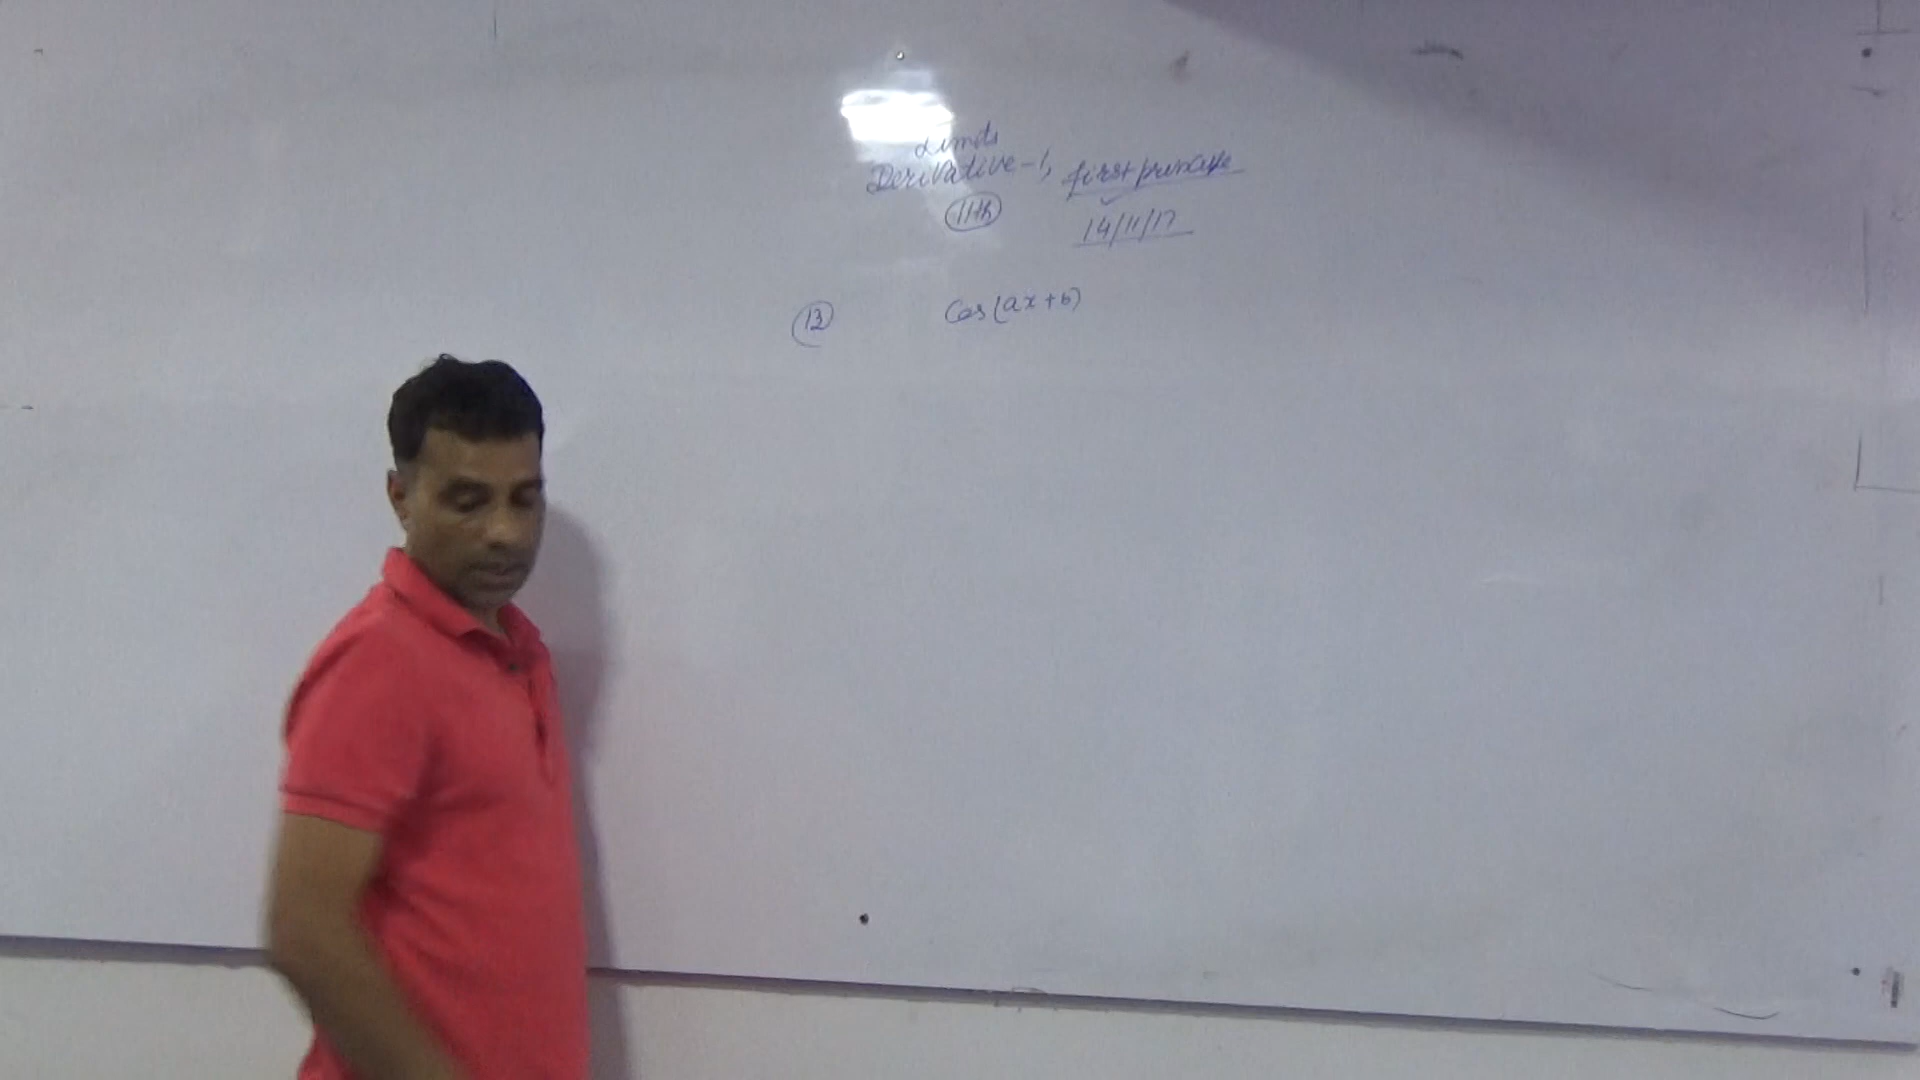 Limits
Derivative-1, first principle
11th
14/11/17
13 Cos(ax+b)